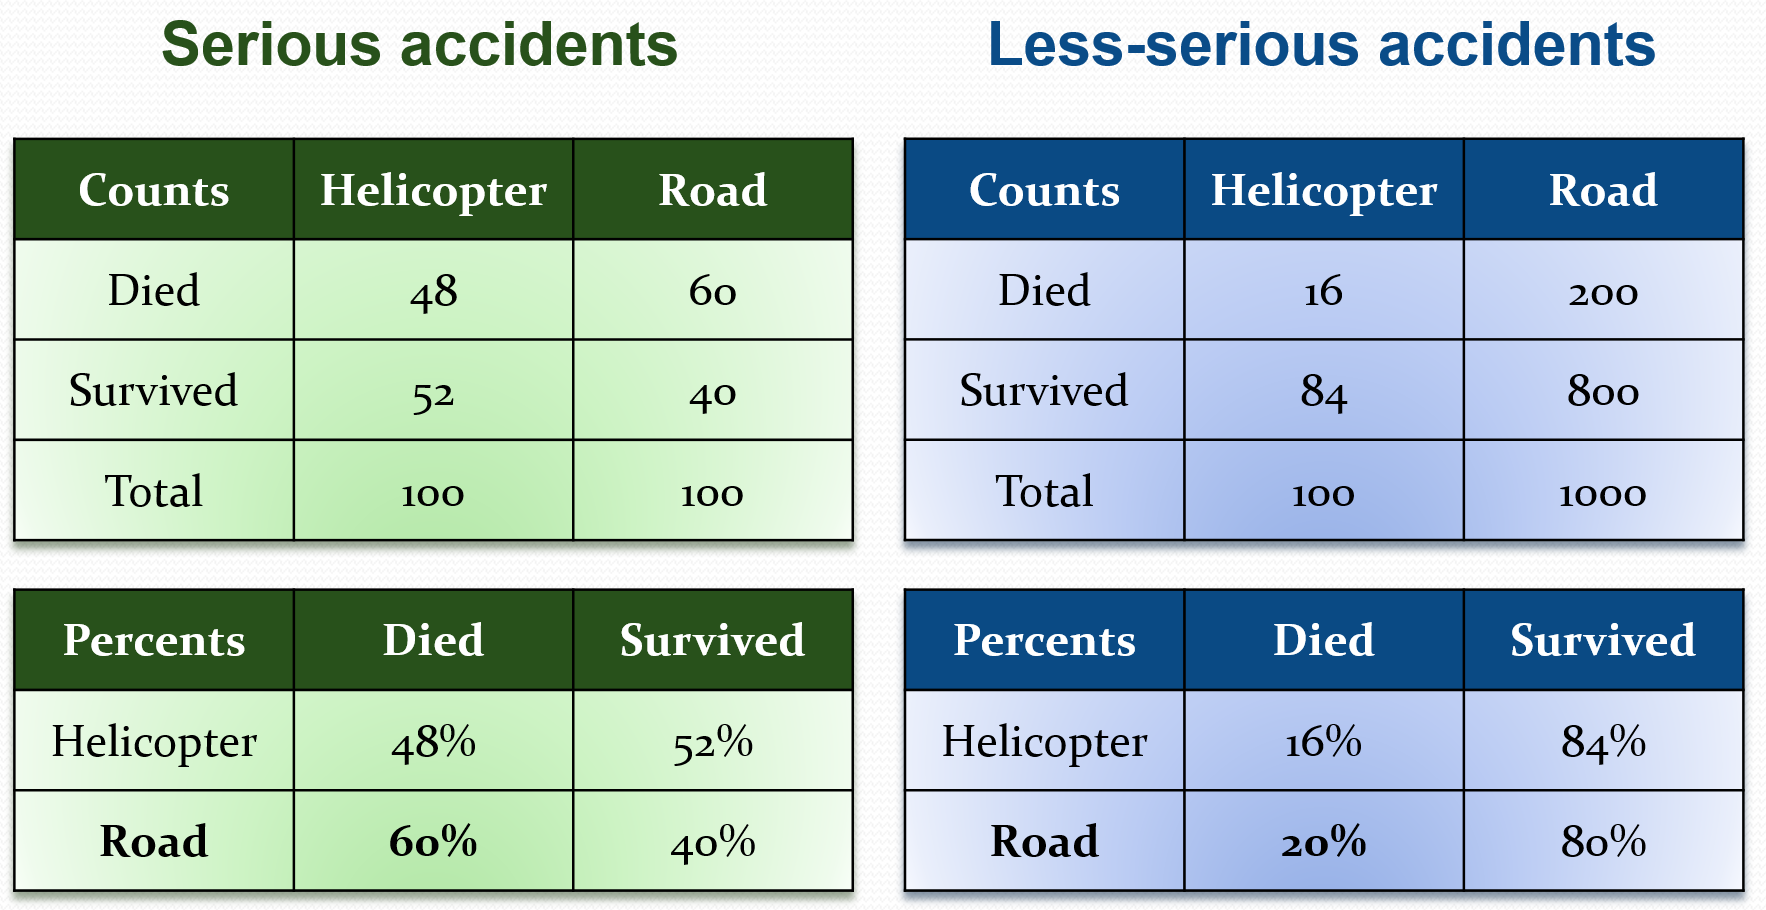 Serious accidents
Counts Helicopter Road
Died 48 60
Survived 52 40
Total 100 100
Percents Died Survived
Helicopter 48% 52%
Road 60% 40%
Less-serious accidents
Counts Helicopter Road
Died 16 200
Survived 84 800
Total 100 1000
Percents Died Survived
Helicopter 16% 84%
Road 20% 80%